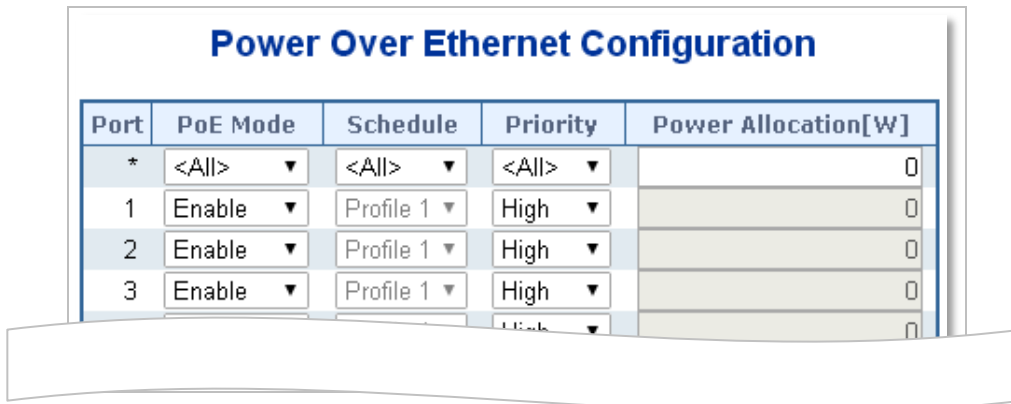 Power Over Ethernet Configuration
Port PoE Mode Schedule Priority Power Allocation[W]
* <All> <All> <All> 0
1 Enable Profile 1 High 0
2 Enable Profile 1 High 0
3 Enable Profile 1 High 0
High 0